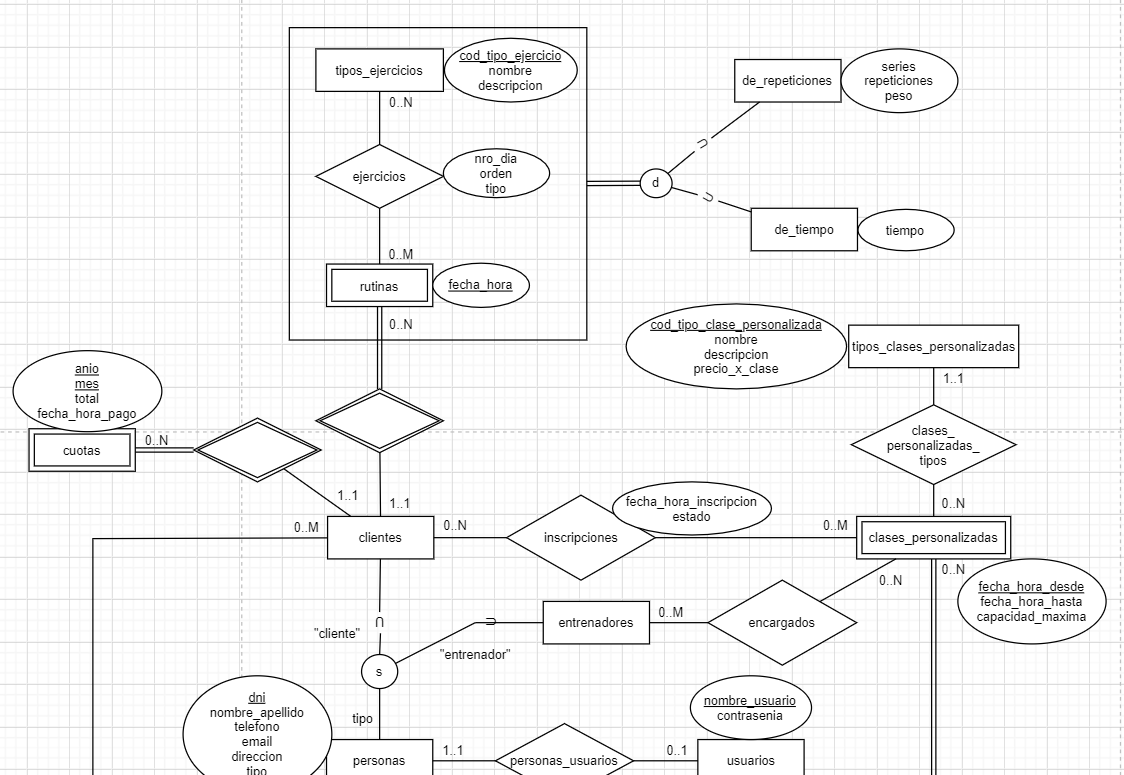 tipos_ejercicios
cod_tipo_ejercicio
nombre
descripcion
0..N
ejercicios
nro_dia
orden
tipo
0..M
rutinas
fecha_hora
0..N
d
de_repeticiones
series
repeticiones
peso
de_tiempo
tiempo
cod_tipo_clase_personalizada
nombre
descripcion
precio_x_clase
tipos_clases_personalizadas
1..1
clases_
personalizadas_
tipos
0..N
anio
mes
total
fecha_hora_pago
cuotas
0..N
1..1
1..1
0..M
clientes
0..N
inscripciones
fecha_hora_inscripcion
estado
0..M
clases_personalizadas
0..N
0..N
fecha_hora_desde
fecha_hora_hasta
capacidad_maxima
entrenadores
0..M
encargados
"cliente"
"entrenador"
s
tipo
dni
nombre_apellido
telefono
email
direccion
tipo
personas
1..1
personas_usuarios
0..1
nombre_usuario
contrasenia
usuarios